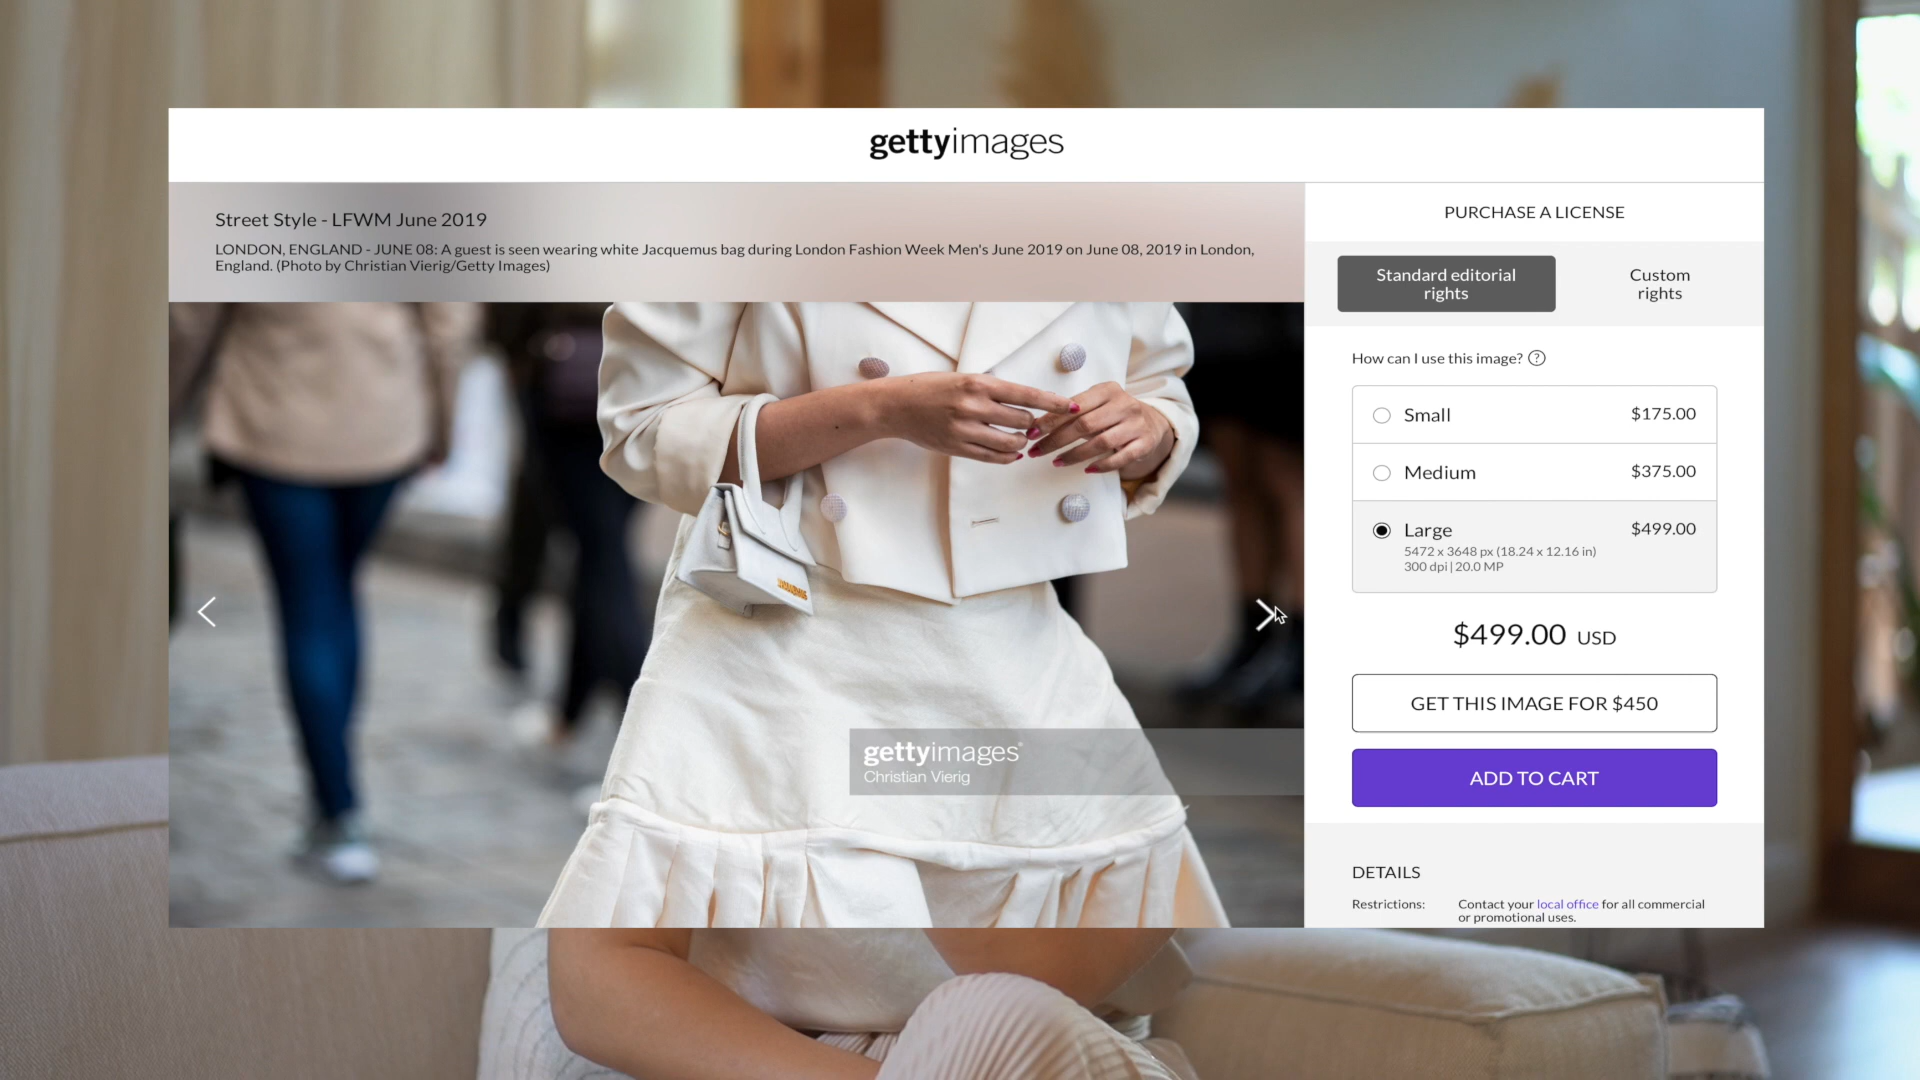 gettyimages
Street Style - LFWM June 2019
LONDON, ENGLAND - JUNE 08: A guest is seen wearing white Jacquemus bag during London Fashion Week Men's June 2019 on June 08, 2019 in London,
England. (Photo by Christian Vierig/Getty Images)
gettyimages®
Christian Vierig
PURCHASE A LICENSE
Standard editorial
rights
Custom
rights
How can I use this image? ?
Small $175.00
Medium $375.00
Large $499.00
5472 x 3648 px (18.24 x 12.16 in)
300 dpi | 20.0 MP
$499.00 USD
GET THIS IMAGE FOR $450
ADD TO CART
DETAILS
Restrictions: Contact your local office for all commercial
or promotional uses.